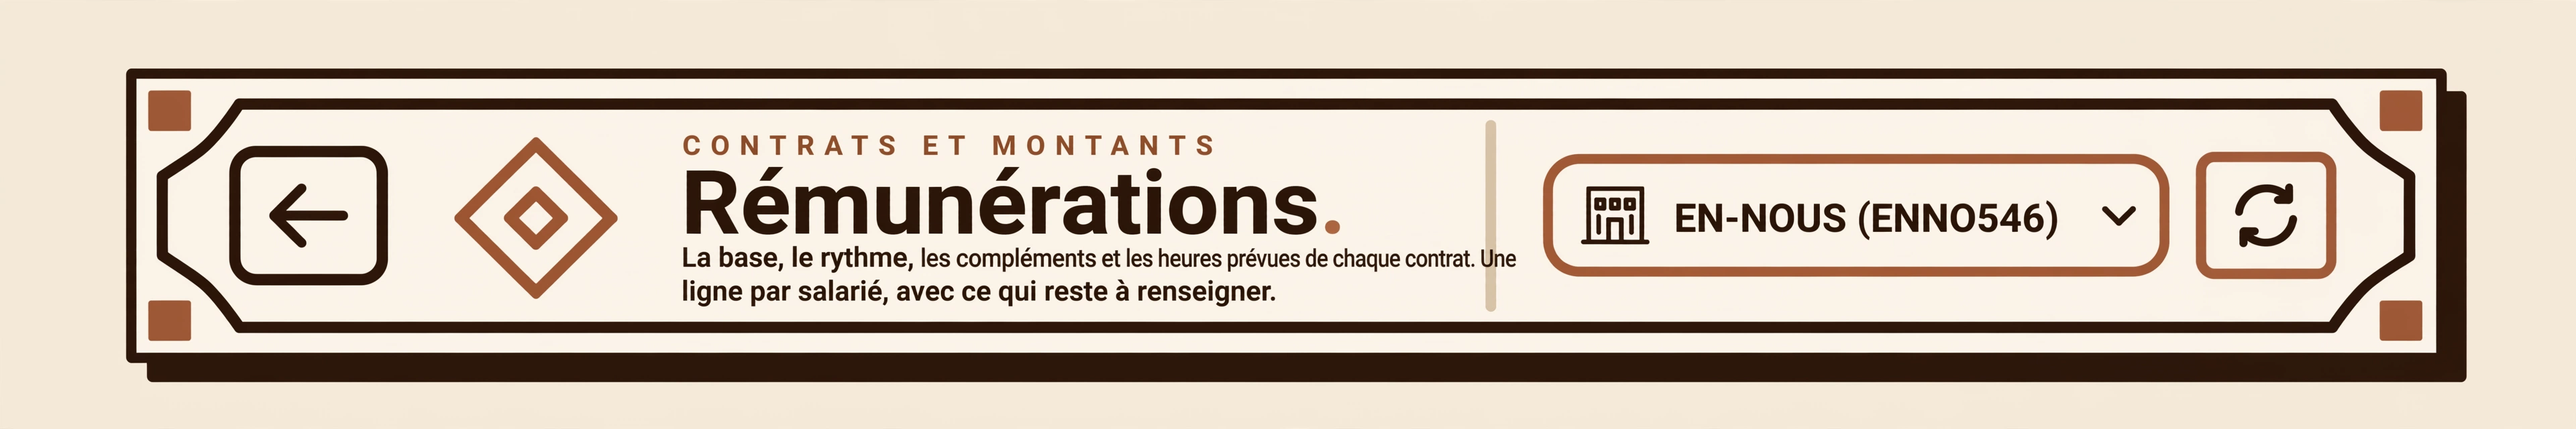 CONTRATS ET MONTANTS
Rémunérations.
La base, le rythme, les compléments et les heures prévues de chaque contrat. Une
ligne par salarié, avec ce qui reste à renseigner.
EN-NOUS (ENNO546)